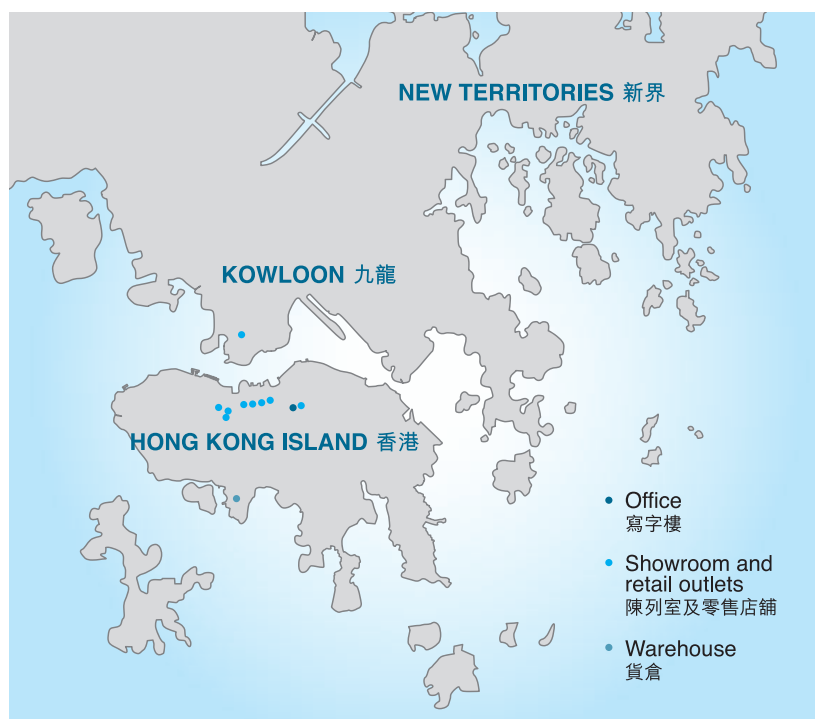 NEW TERRITORIES 新界
KOWLOON 九龍
HONG KONG ISLAND 香港
Office
寫字樓
Showroom and
retail outlets
陳列室及零售店舖
Warehouse
貨倉